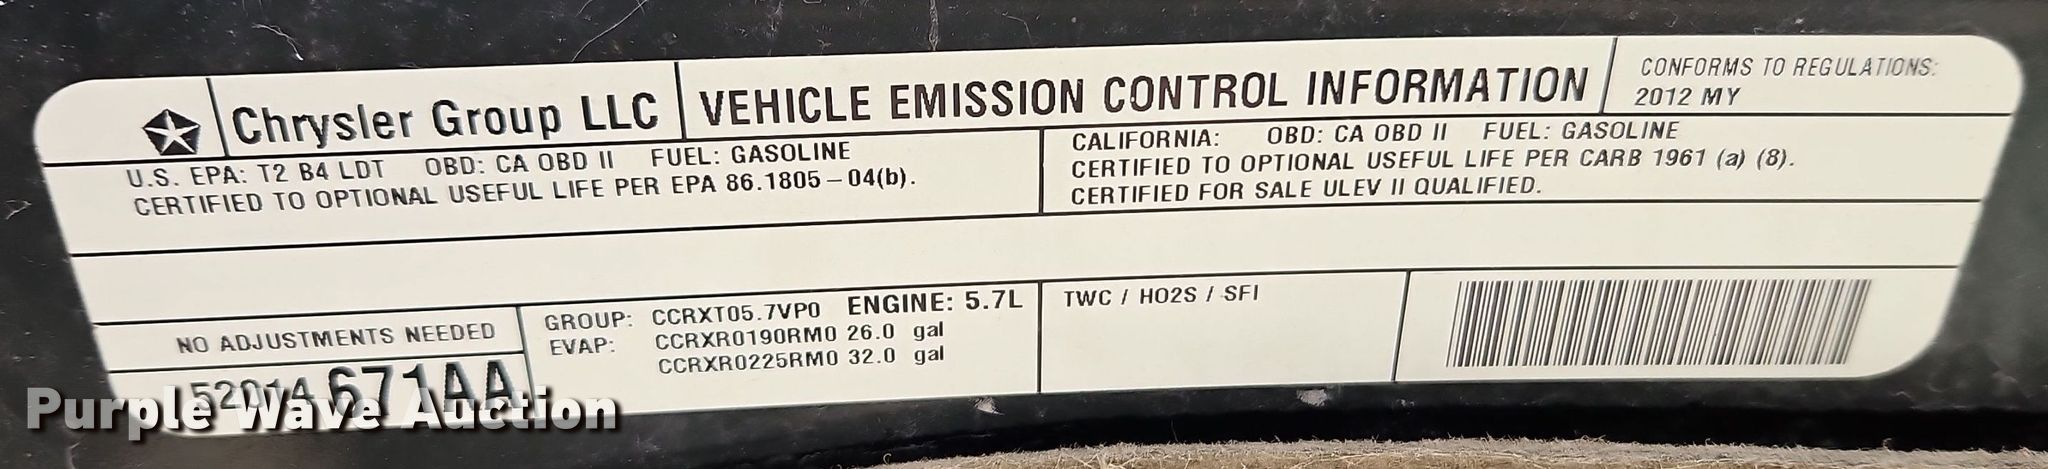 Chrysler Group LLC
VEHICLE EMISSION CONTROL INFORMATION
CONFORMS TO REGULATIONS:
2012 MY
U.S. EPA: T2 B4 LDT OBD: CA OBD II FUEL: GASOLINE
CERTIFIED TO OPTIONAL USEFUL LIFE PER EPA 86.1805-04(b).
CALIFORNIA: OBD: CA OBD II FUEL: GASOLINE
CERTIFIED TO OPTIONAL USEFUL LIFE PER CARB 1961 (a) (8).
CERTIFIED FOR SALE ULEV II QUALIFIED.
NO ADJUSTMENTS NEEDED
52014671AA
GROUP: CCRXT05.7VP0 ENGINE: 5.7L
EVAP: CCRXR0190RM0 26.0 gal
CCRXR0225RM0 32.0 gal
TWC / HO2S / SFI
Purple Wave Auction